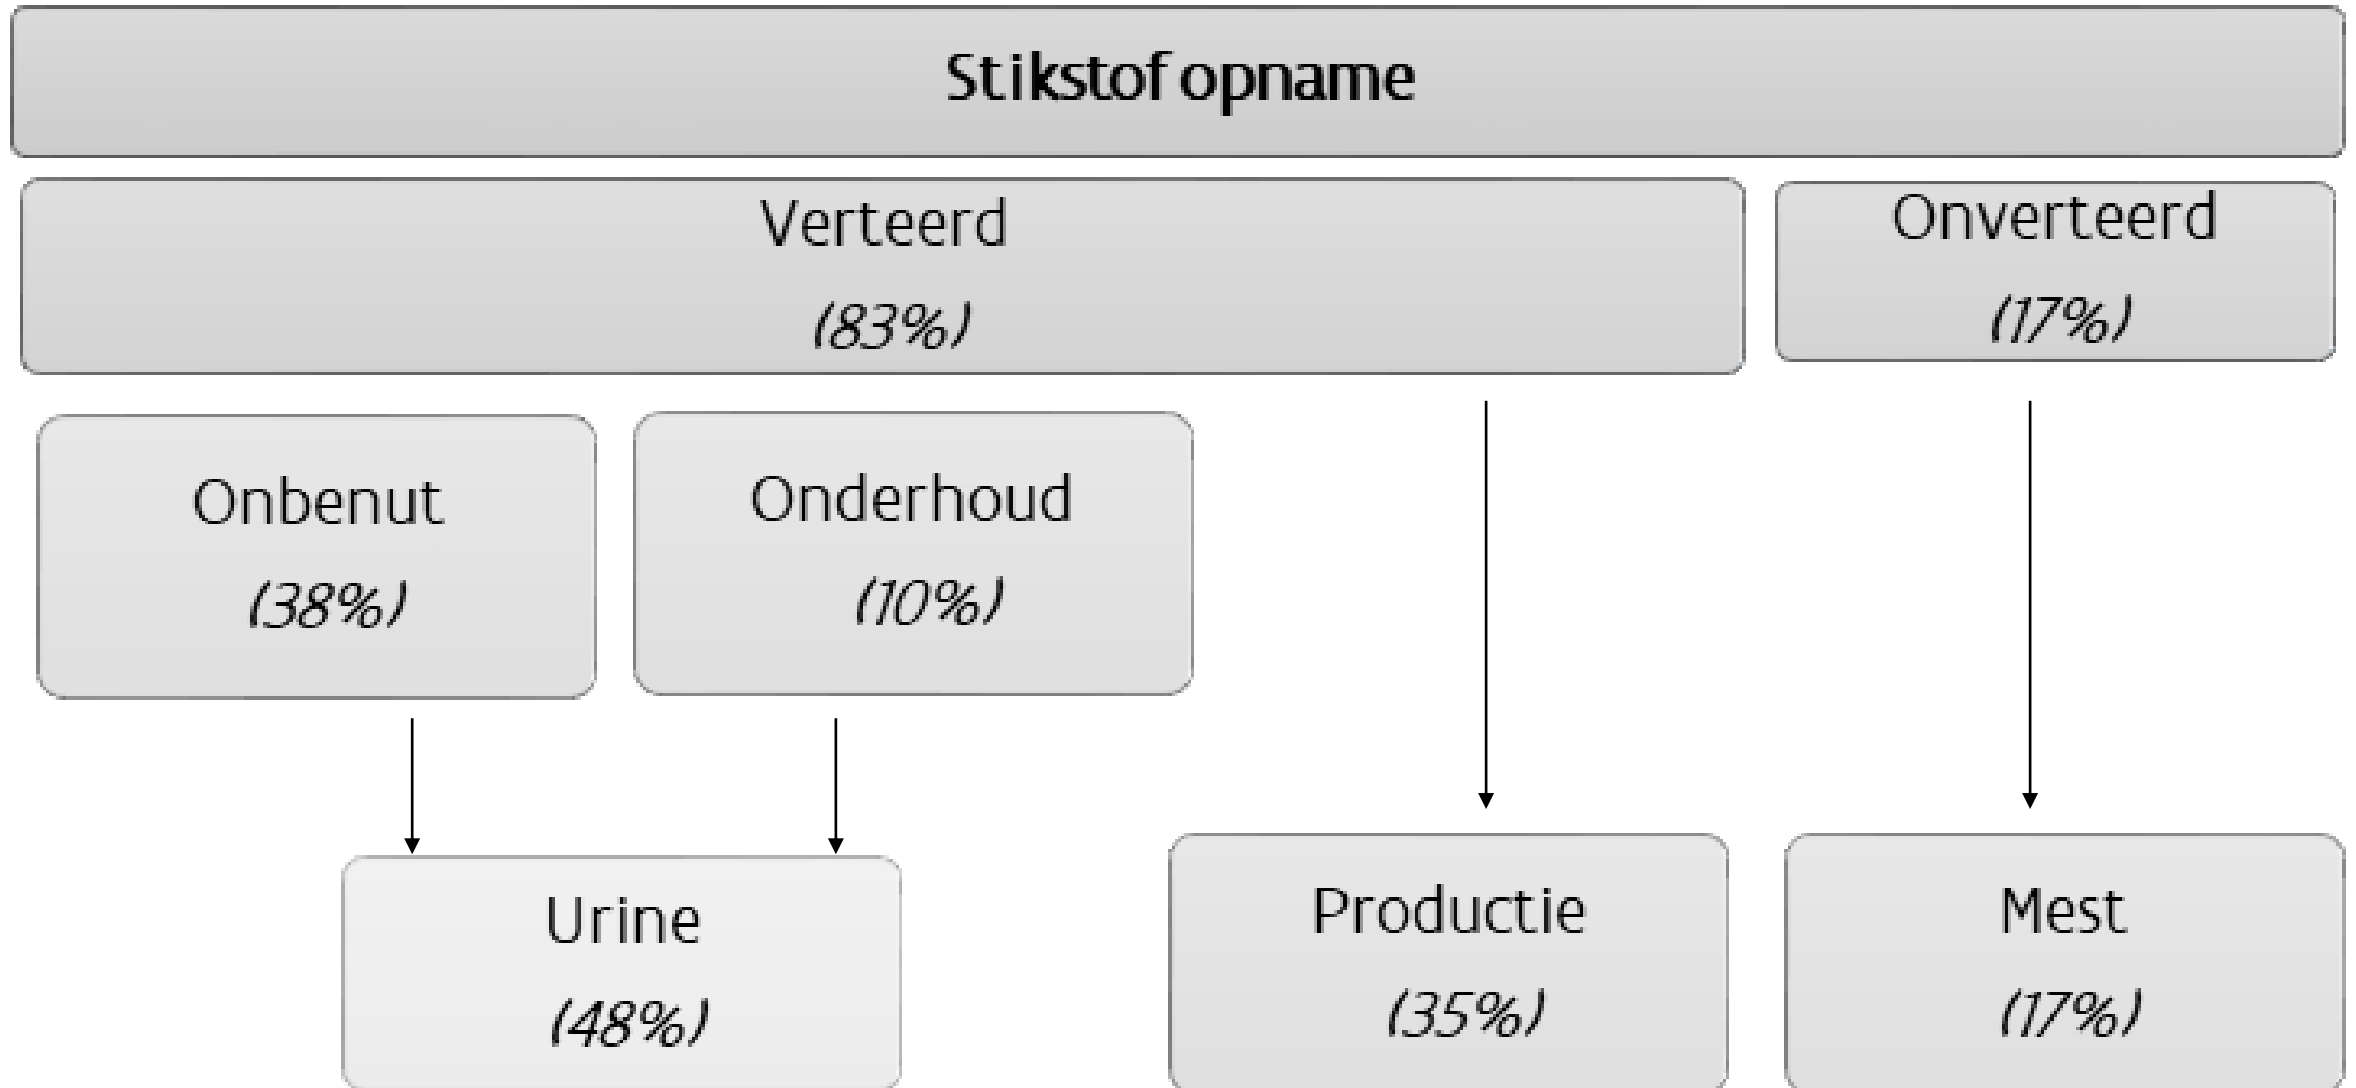 Stikstof opname
Verteerd
(83%)
Onverteerd
(17%)
Onbenut
(38%)
Onderhoud
(10%)
Urine
(48%)
Productie
(35%)
Mest
(17%)